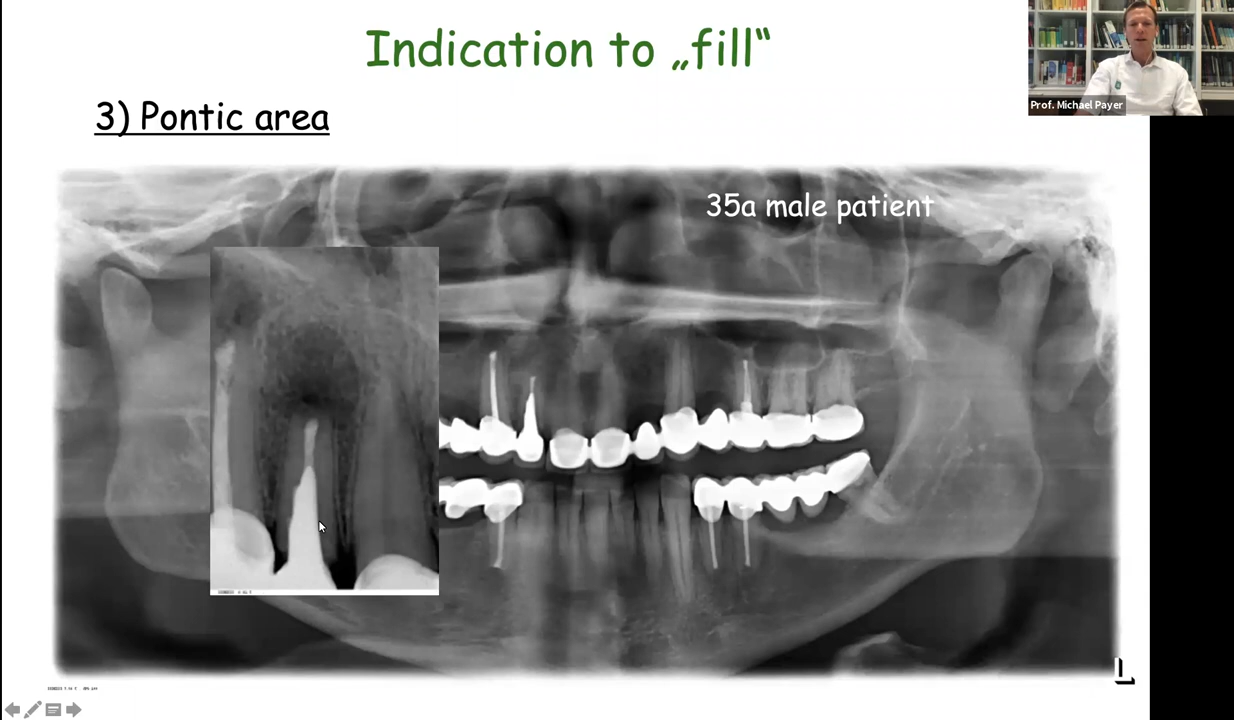 Indication to „fill“
Prof. Michael Payer
3) Pontic area
35a male patient
L